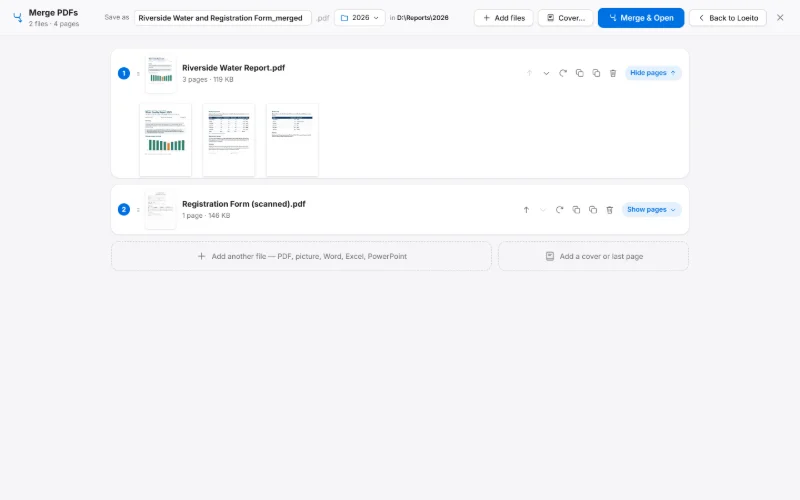 Merge PDFs
2 files · 4 pages
Save as
Riverside Water and Registration Form_merged
.pdf
2026
in D:\Reports\2026
Add files
Cover...
Merge & Open
Back to Loeito
1
Riverside Water Report.pdf
3 pages · 119 KB
Hide pages
2
Registration Form (scanned).pdf
1 page · 146 KB
Show pages
Add another file — PDF, picture, Word, Excel, PowerPoint
Add a cover or last page